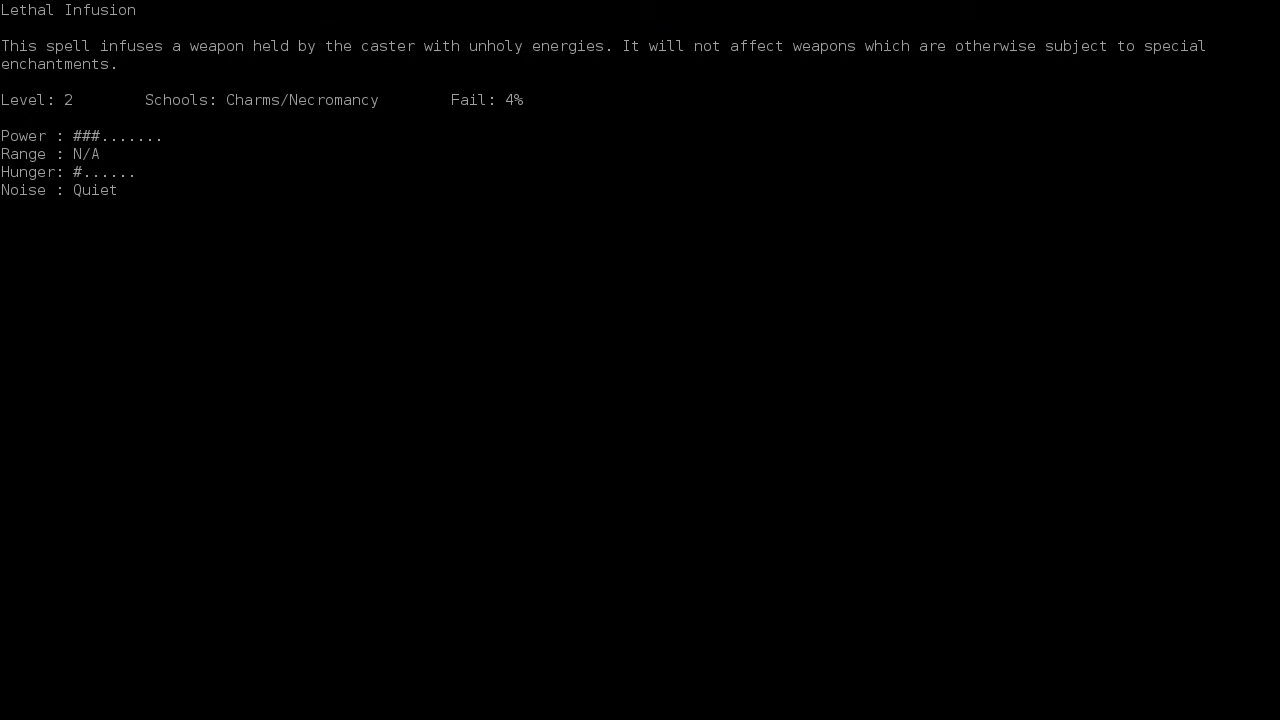 Lethal Infusion
This spell infuses a weapon held by the caster with unholy energies. It will not affect weapons which are otherwise subject to special
enchantments.
Level: 2        Schools: Charms/Necromancy        Fail: 4%
Power : ###.......
Range : N/A
Hunger: #......
Noise : Quiet